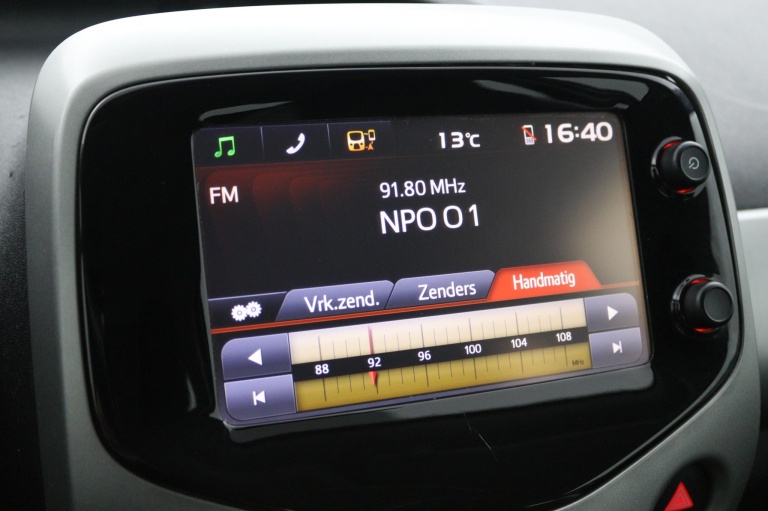 13°C 16:40
FM
91.80 MHz
NPO O 1
Vrk.zend. Zenders Handmatig
88 92 96 100 104 108
MHz